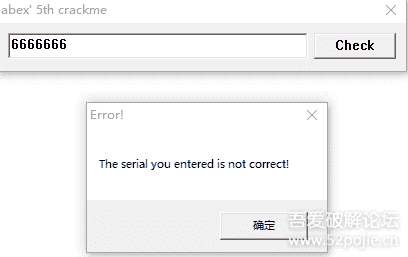 abex' 5th crackme
6666666
Check
Error!
The serial you entered is not correct!
确定
吾爱破解论坛
www.52pojie.cn